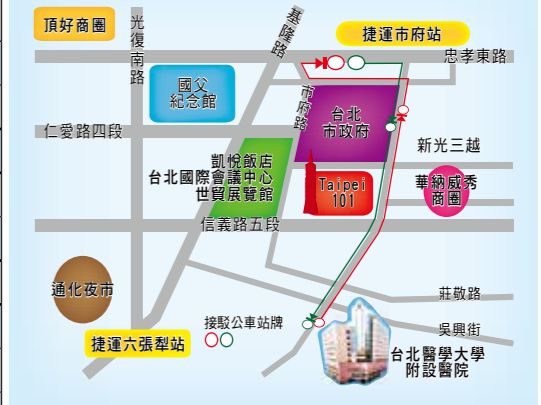 頂好商圈
光復南路
基隆路
捷運市府站
忠孝東路
國父
紀念館
市府路
台北
市政府
仁愛路四段
新光三越
凱悅飯店
台北國際會議中心
世貿展覽館
Taipei
101
華納威秀
商圈
信義路五段
通化夜市
莊敬路
接駁公車站牌
吳興街
捷運六張犁站
台北醫學大學
附設醫院